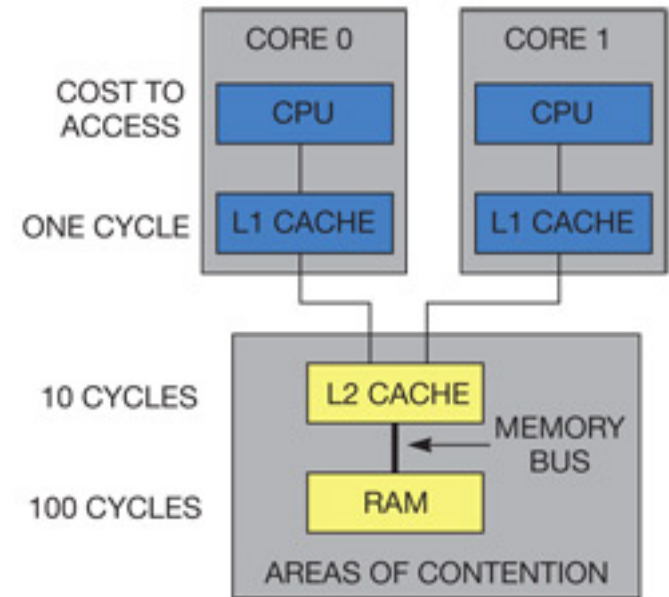 CORE 0
CORE 1
COST TO
ACCESS
CPU
CPU
ONE CYCLE
L1 CACHE
L1 CACHE
10 CYCLES
L2 CACHE
MEMORY
BUS
100 CYCLES
RAM
AREAS OF CONTENTION